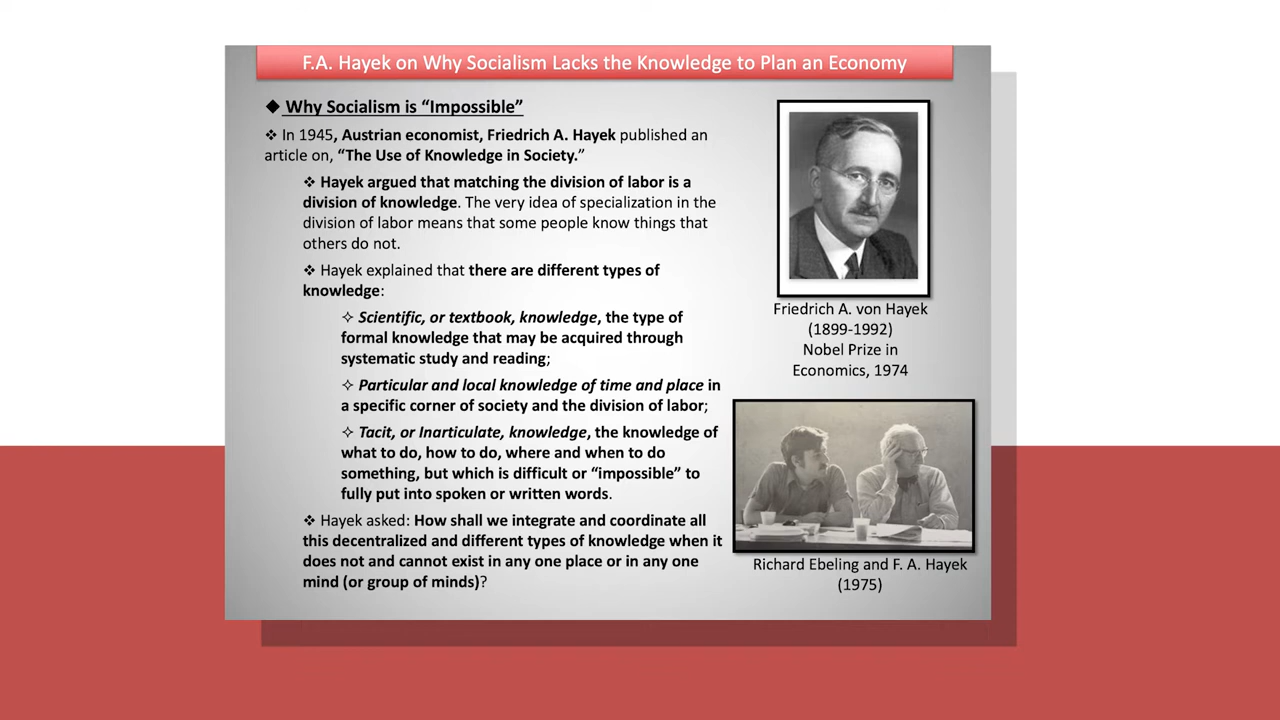 F.A. Hayek on Why Socialism Lacks the Knowledge to Plan an Economy
◆ Why Socialism is “Impossible”
❖ In 1945, Austrian economist, Friedrich A. Hayek published an
article on, “The Use of Knowledge in Society.”
❖ Hayek argued that matching the division of labor is a
division of knowledge. The very idea of specialization in the
division of labor means that some people know things that
others do not.
❖ Hayek explained that there are different types of
knowledge:
✧ Scientific, or textbook, knowledge, the type of
formal knowledge that may be acquired through
systematic study and reading;
✧ Particular and local knowledge of time and place in
a specific corner of society and the division of labor;
✧ Tacit, or Inarticulate, knowledge, the knowledge of
what to do, how to do, where and when to do
something, but which is difficult or “impossible” to
fully put into spoken or written words.
❖ Hayek asked: How shall we integrate and coordinate all
this decentralized and different types of knowledge when it
does not and cannot exist in any one place or in any one
mind (or group of minds)?
Friedrich A. von Hayek
(1899-1992)
Nobel Prize in
Economics, 1974
Richard Ebeling and F. A. Hayek
(1975)